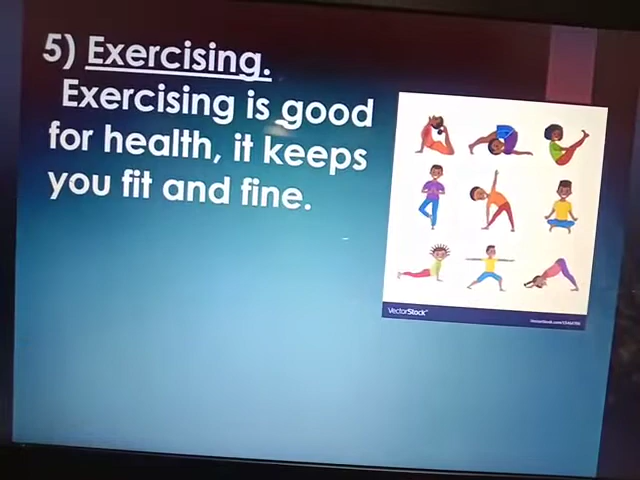 5) Exercising.
Exercising is good
for health, it keeps
you fit and fine.
VectorStock